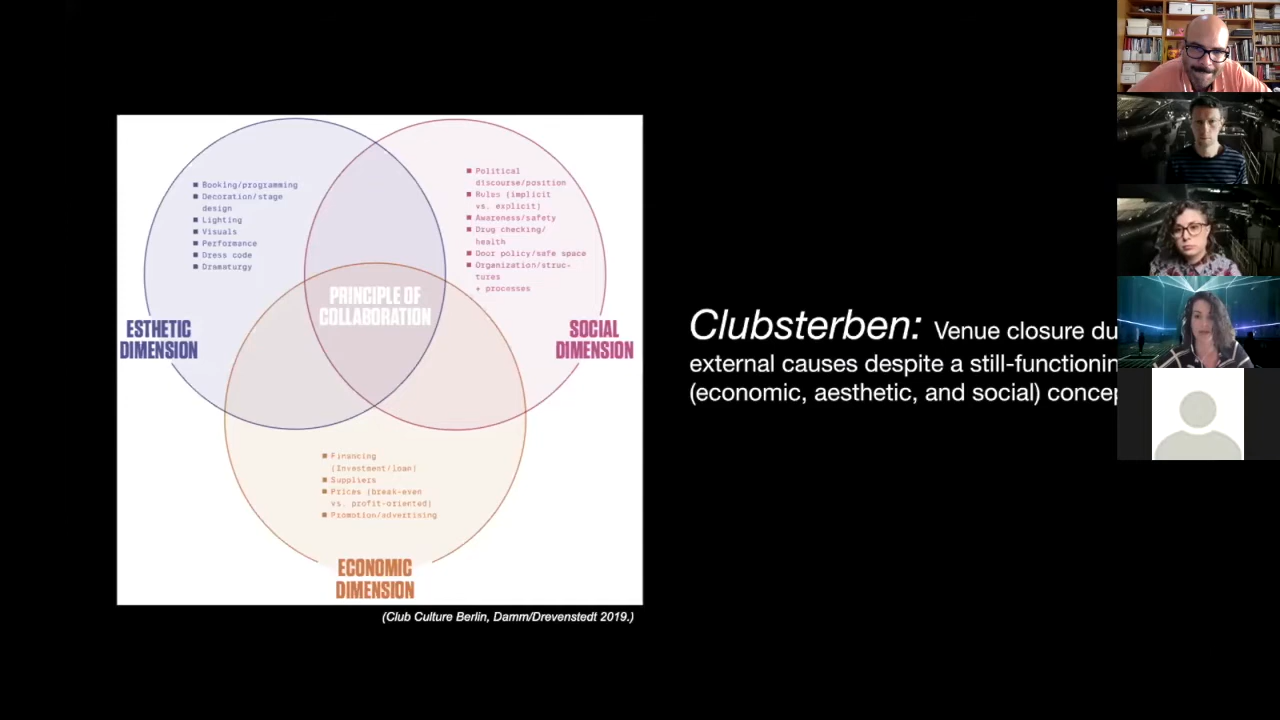 ■ Booking/programming
■ Decoration/stage
design
■ Lighting
■ Visuals
■ Performance
■ Dress code
■ Dramaturgy
■ Political
discourse/position
■ Rules (implicit
vs. explicit)
■ Awareness/safety
■ Drug checking/
health
■ Door policy/safe space
■ Organization/struc-
tures
+ processes
PRINCIPLE OF
COLLABORATION
ESTHETIC
DIMENSION
SOCIAL
DIMENSION
■ Financing
(Investment/loan)
■ Suppliers
■ Prices (break-even
vs. profit-oriented)
■ Promotion/advertising
ECONOMIC
DIMENSION
(Club Culture Berlin, Damm/Drevenstedt 2019.)
Clubsterben: Venue closure du
external causes despite a still-functionin
(economic, aesthetic, and social) concep